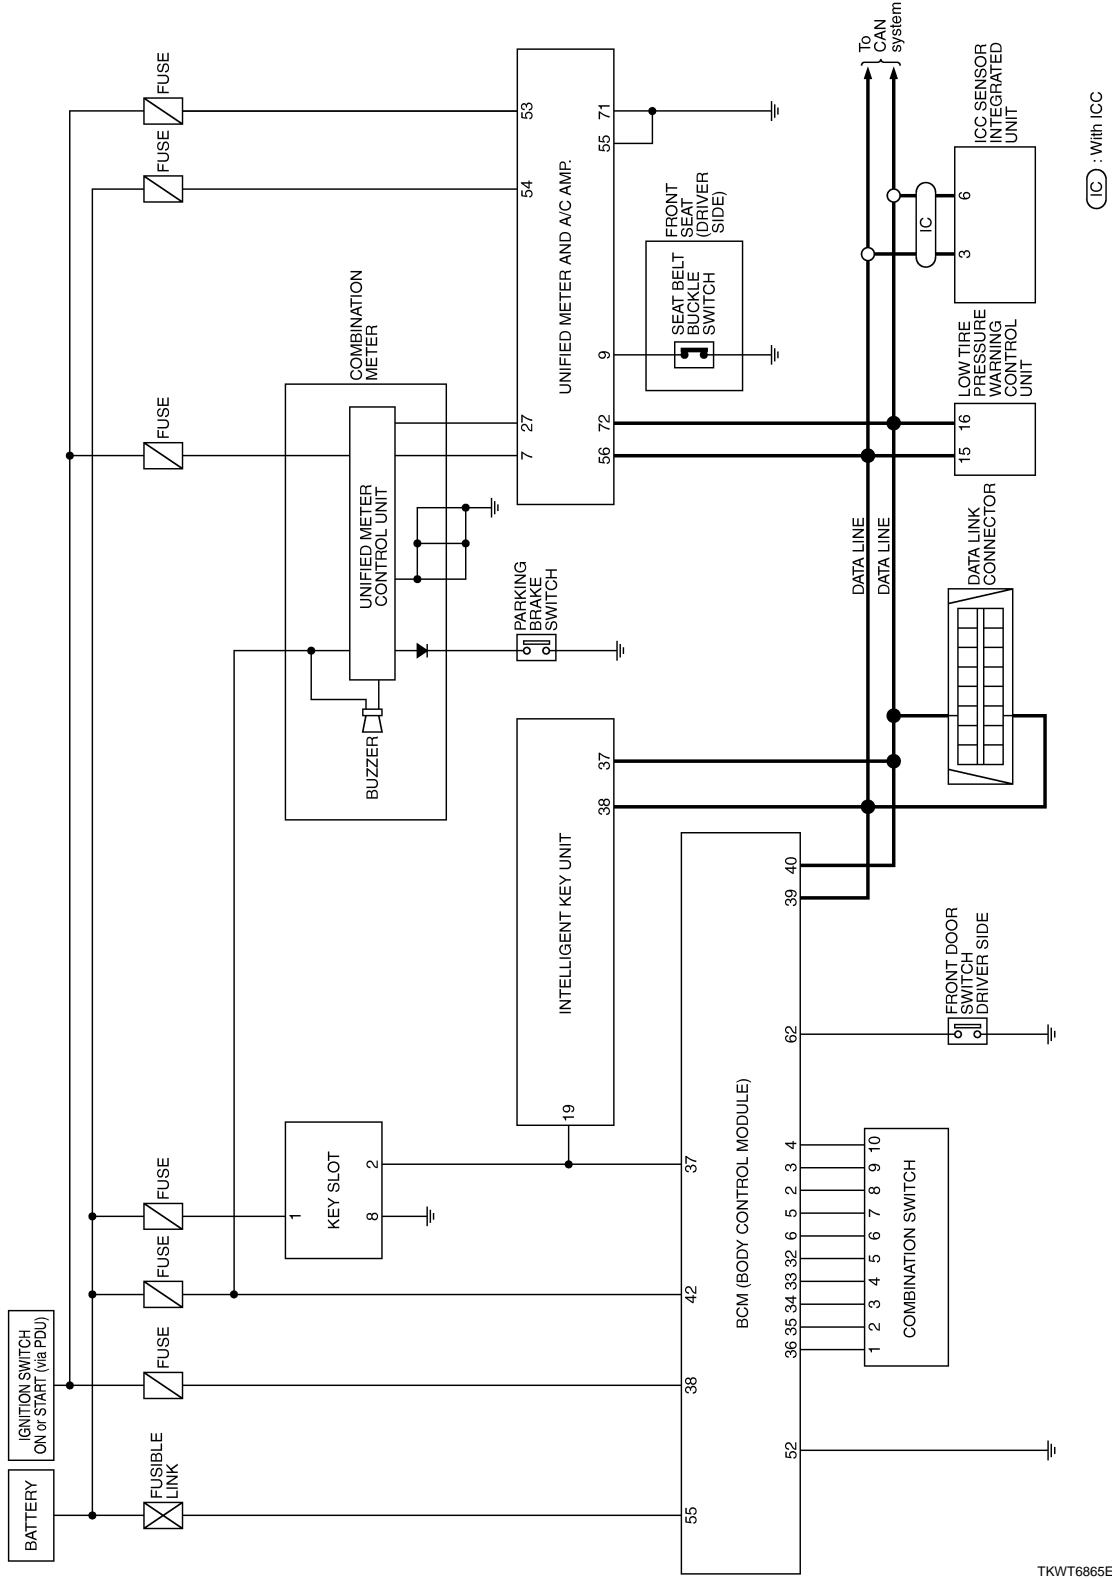 BATTERY
IGNITION SWITCH
ON or START (via PDU)
FUSIBLE
LINK
FUSE
FUSE
FUSE
FUSE
FUSE
FUSE
KEY SLOT
1
2
8
COMBINATION
METER
UNIFIED METER
CONTROL UNIT
BUZZER
PARKING
BRAKE
SWITCH
INTELLIGENT KEY UNIT
19
38
37
UNIFIED METER AND A/C AMP.
7
27
54
53
56
72
9
55
71
FRONT
SEAT
(DRIVER
SIDE)
SEAT BELT
BUCKLE
SWITCH
BCM (BODY CONTROL MODULE)
55
38
42
37
52
36
35
34
33
32
6
5
2
3
4
62
39
40
COMBINATION SWITCH
1
2
3
4
5
6
7
8
9
10
FRONT DOOR
SWITCH
DRIVER SIDE
DATA LINE
DATA LINE
DATA LINK
CONNECTOR
LOW TIRE
PRESSURE
WARNING
CONTROL
UNIT
15
16
ICC SENSOR
INTEGRATED
UNIT
3
6
IC
To
CAN
system
IC : With ICC
TKWT6865E